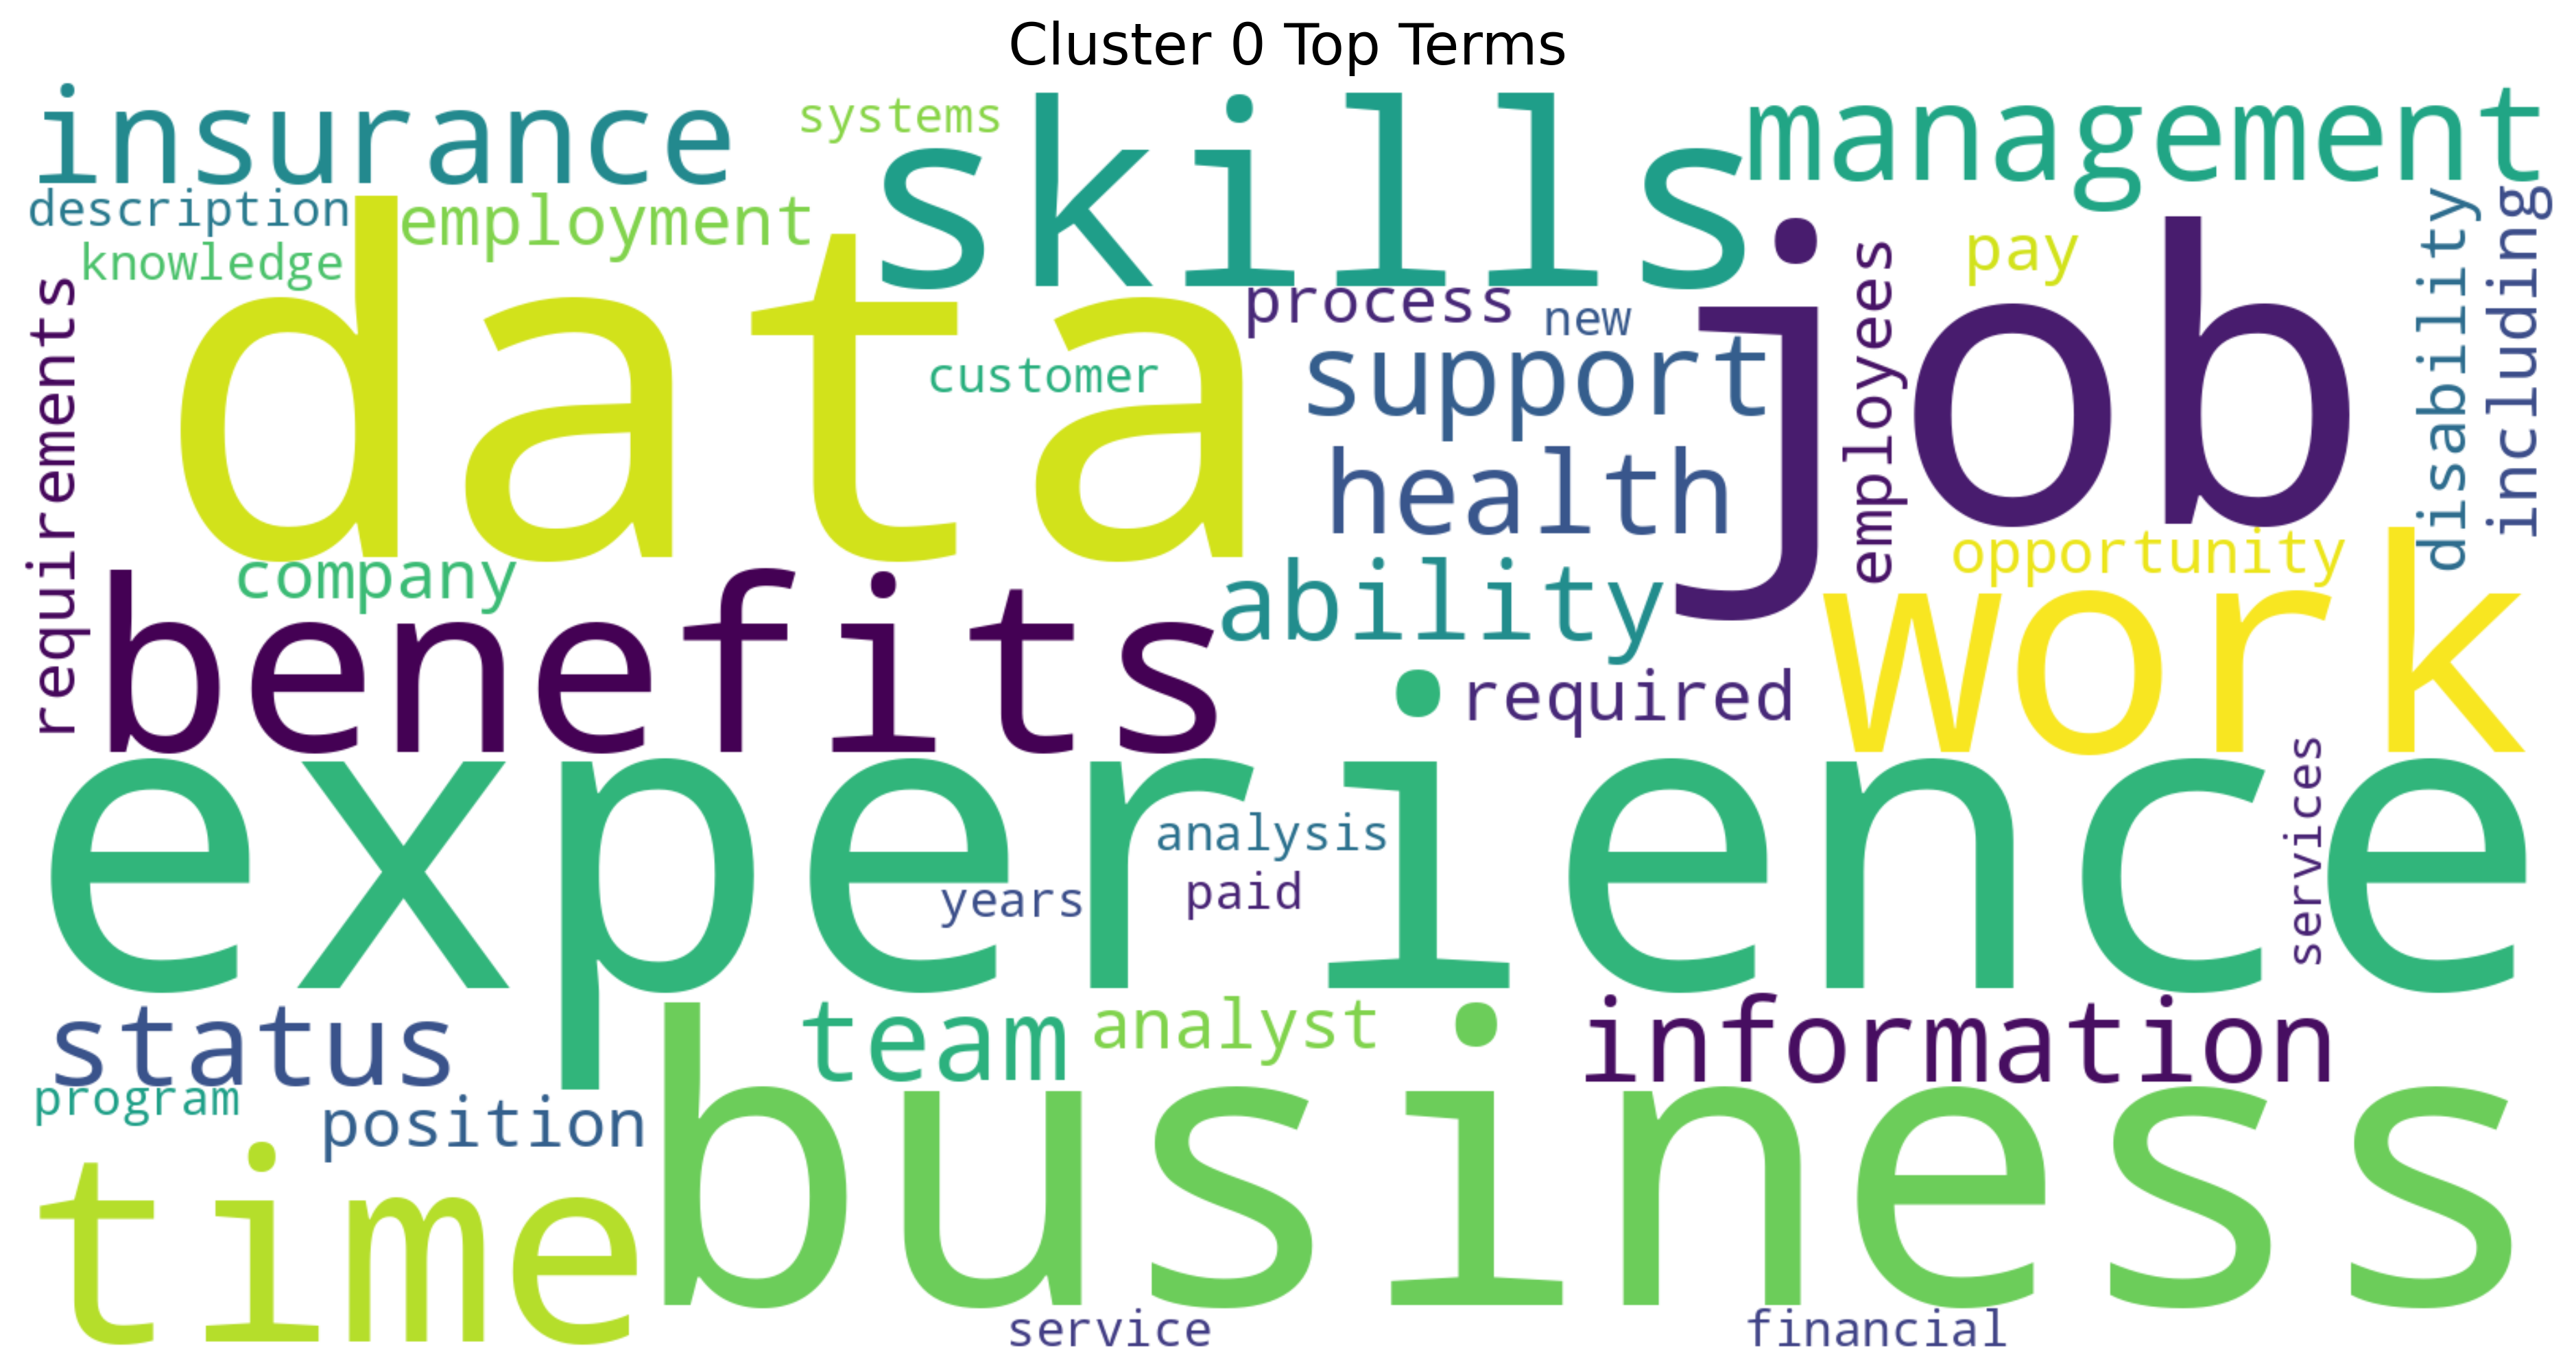 Cluster 0 Top Terms
insurance
systems
skills
management
description
employment
knowledge
data
process
new
job
pay
employees
disability
including
requirements
customer
support
health
company
opportunity
benefits
ability
work
required
experience
analysis
years
paid
services
status
team
analyst
information
program
position
business
time
service
financial